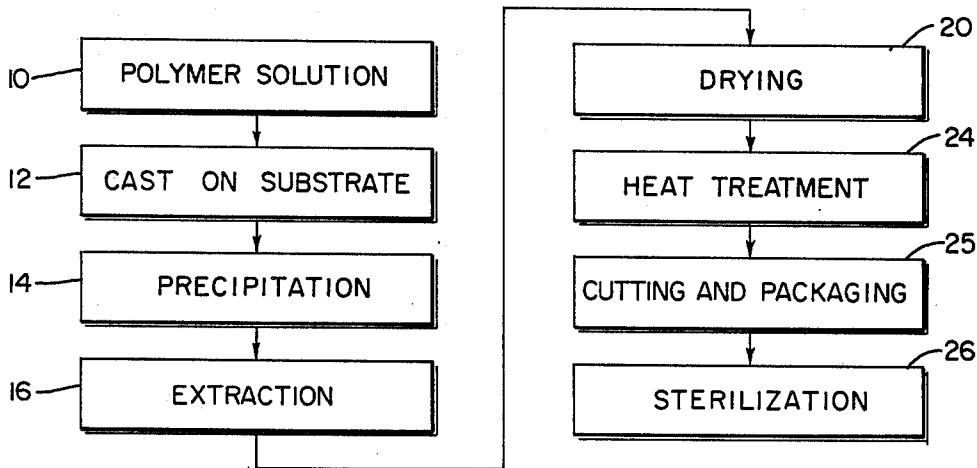 10 POLYMER SOLUTION
12 CAST ON SUBSTRATE
14 PRECIPITATION
16 EXTRACTION
20 DRYING
24 HEAT TREATMENT
25 CUTTING AND PACKAGING
26 STERILIZATION